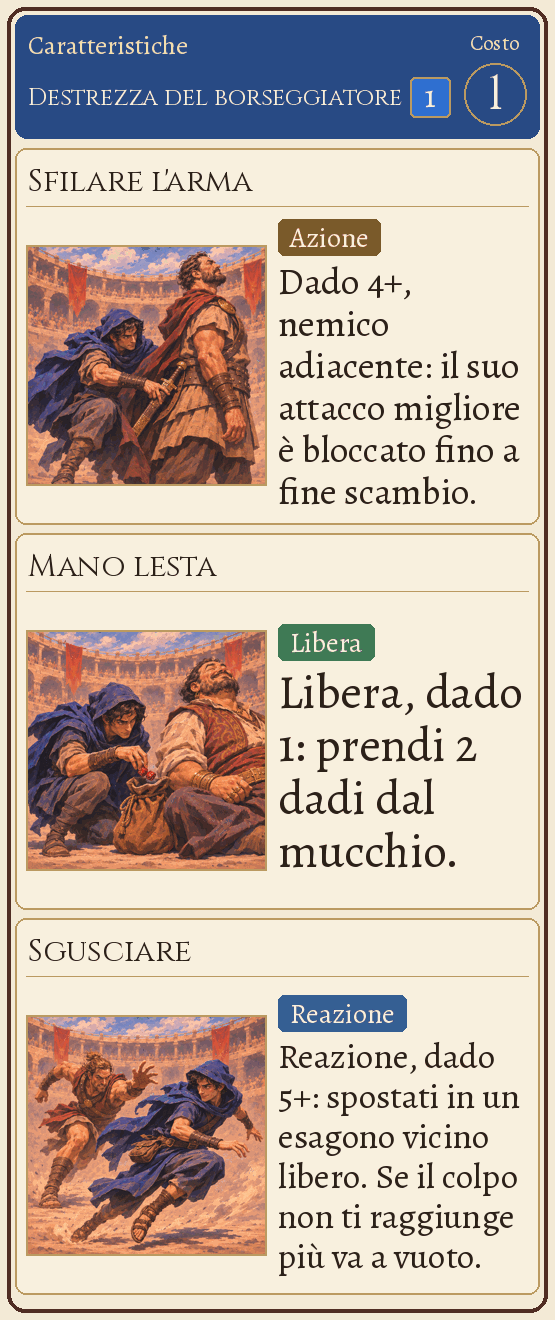 Caratteristiche
Costo
Destrezza del borseggiatore 1 1
Sfilare l'arma
Azione
Dado 4+,
nemico
adiacente: il suo
attacco migliore
è bloccato fino a
fine scambio.
Mano lesta
Libera
Libera, dado
1: prendi 2
dadi dal
mucchio.
Sgusciare
Reazione
Reazione, dado
5+: spostati in un
esagono vicino
libero. Se il colpo
non ti raggiunge
più va a vuoto.